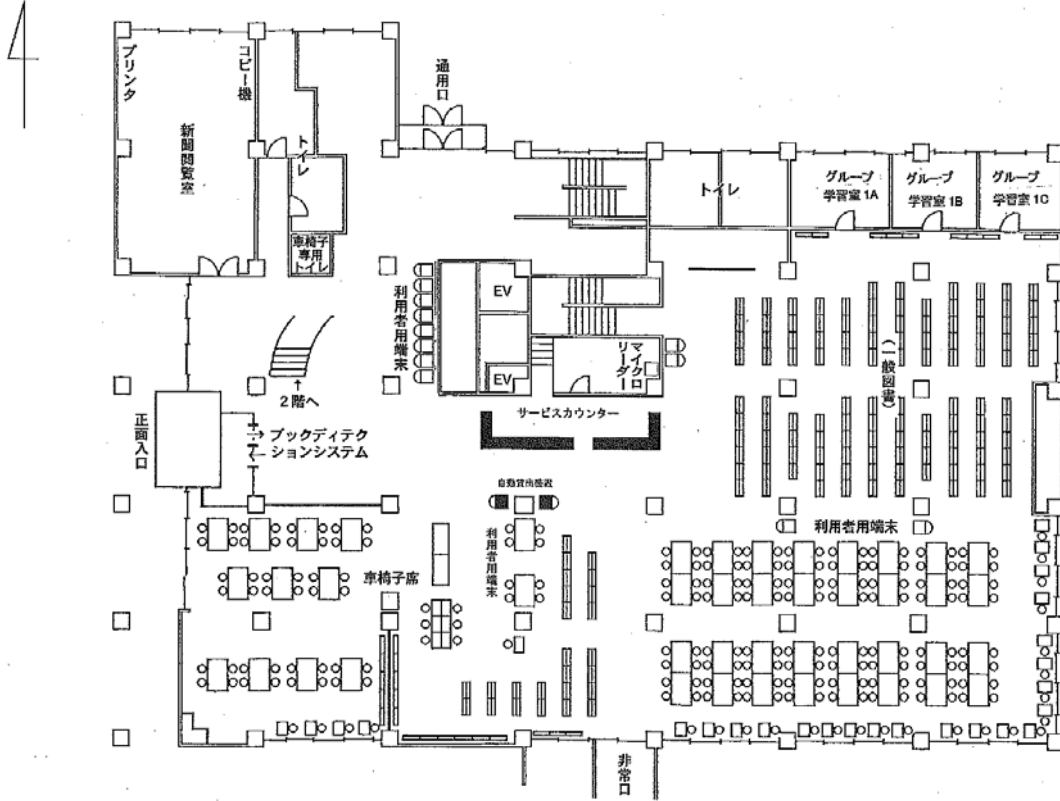 プリンタ
コピー機
新聞閲覧室
トイレ
車椅子
専用
トイレ
通用口
トイレ
グループ
学習室 1A
グループ
学習室 1B
グループ
学習室 1C
利用者用端末
EV
EV
マイクロ
リーダー
(一般図書)
2階へ
正面入口
ブックディテク
ションシステム
サービスカウンター
自動貸出装置
利用者用端末
利用者用端末
車椅子席
非常口